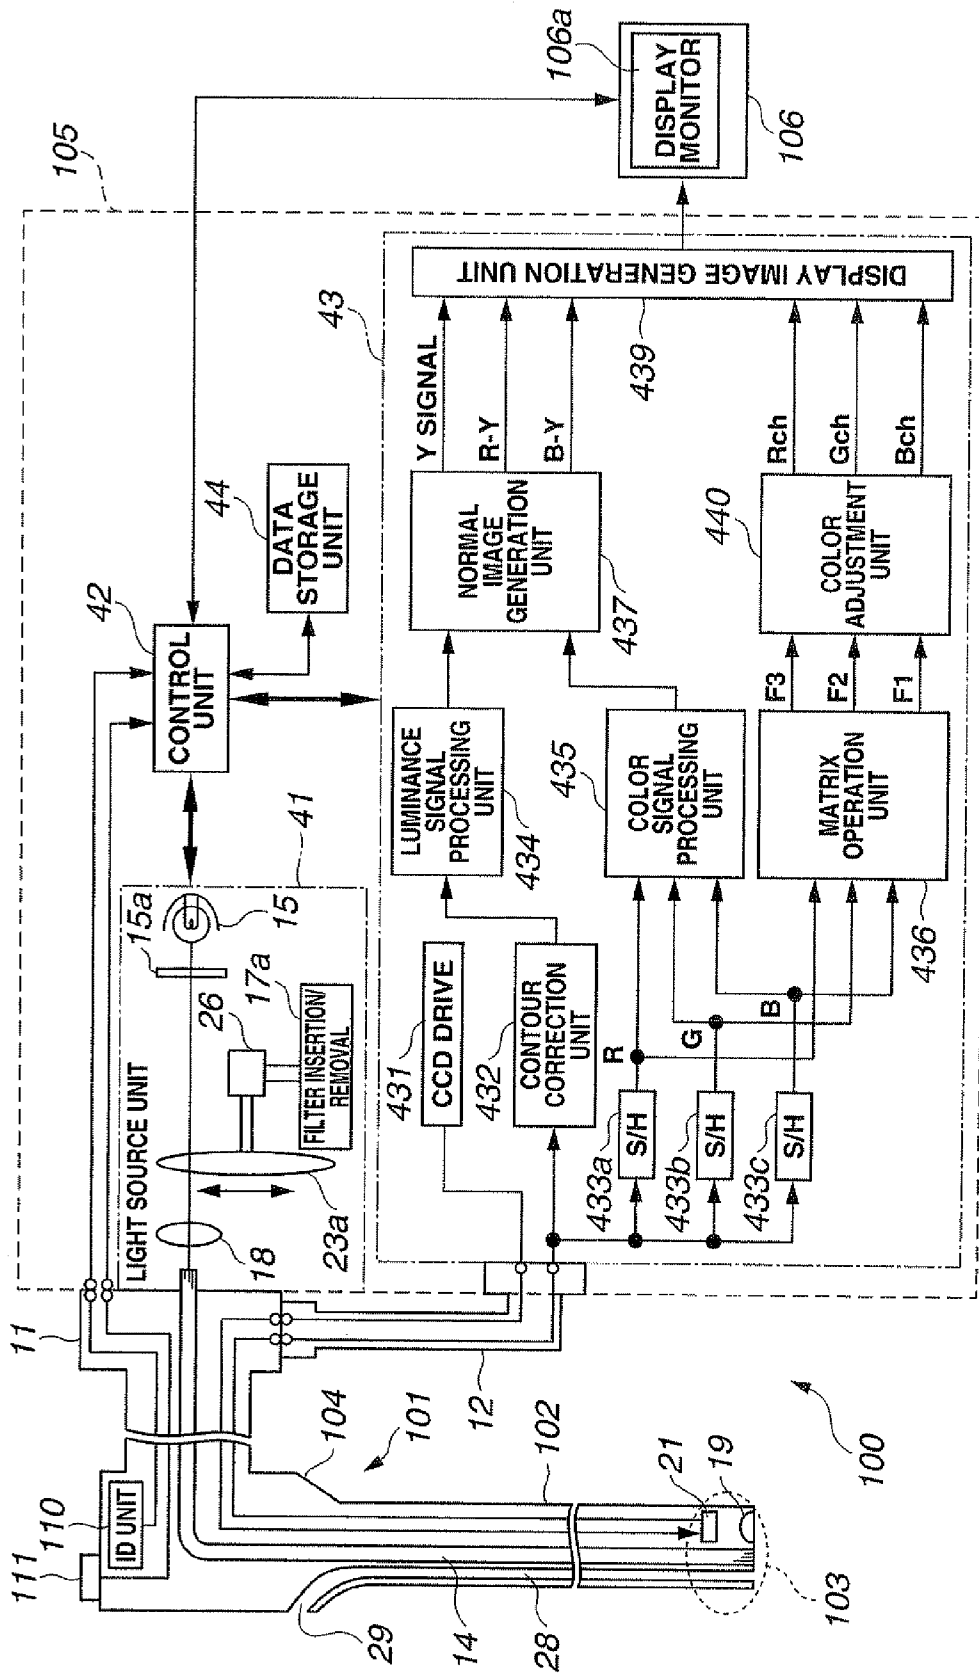 105
106a
DISPLAY
MONITOR
106
42
CONTROL
UNIT
44
DATA
STORAGE
UNIT
41
LIGHT SOURCE UNIT
15a
15
26
17a
FILTER INSERTION/
REMOVAL
18
23a
11
111
110
ID UNIT
104
101
12
102
29
14
28
21
19
103
100
43
431
CCD DRIVE
432
CONTOUR
CORRECTION
UNIT
433a
S/H
433b
S/H
433c
S/H
R
G
B
LUMINANCE
SIGNAL
PROCESSING
UNIT
434
435
COLOR
SIGNAL
PROCESSING
UNIT
MATRIX
OPERATION
UNIT
436
NORMAL
IMAGE
GENERATION
UNIT
437
F3
F2
F1
440
COLOR
ADJUSTMENT
UNIT
Y SIGNAL
R-Y
B-Y
Rch
Gch
Bch
439
DISPLAY IMAGE GENERATION UNIT